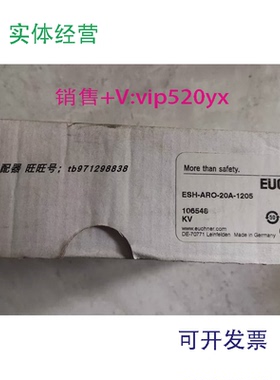 实体经营
销售+V:vip520yx
配器 旺旺号：tb971298838
More than safety.
ESH-ARO-20A-1205
106546
KV
www.euchner.com
DE-70771 Leinfelden Made in Germany
EUC
50
可开发票